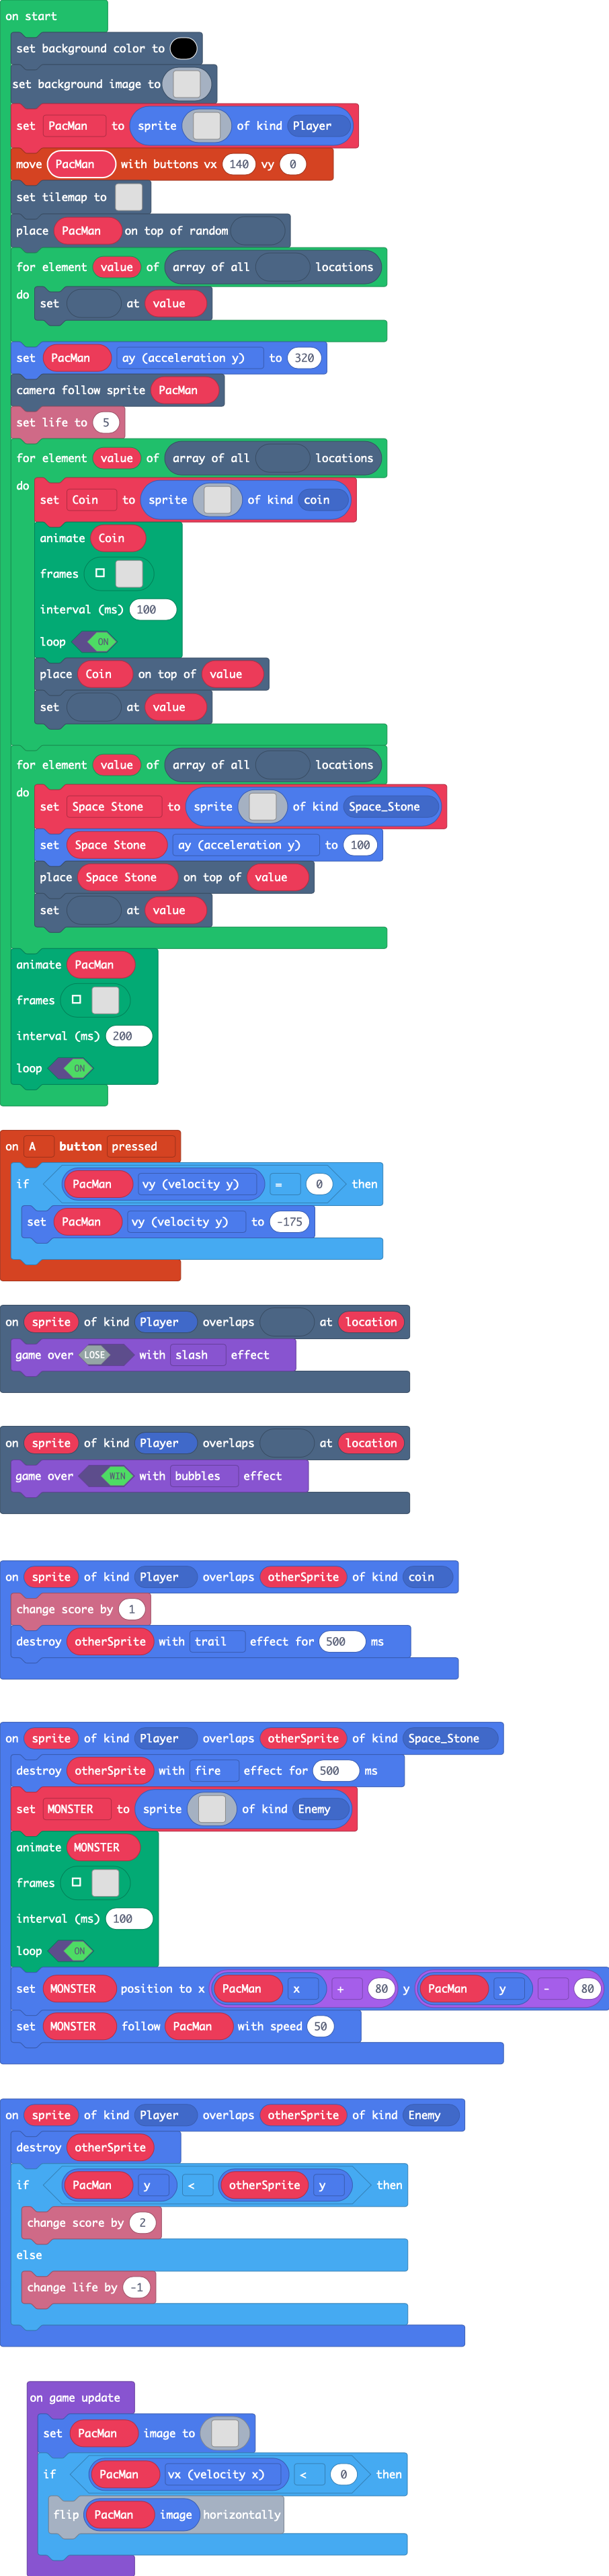 on start
set background color to
set background image to
set PacMan to sprite of kind Player
move PacMan with buttons vx 140 vy 0
set tilemap to
place PacMan on top of random
for element value of array of all locations
do set at value
set PacMan ay (acceleration y) to 320
camera follow sprite PacMan
set life to 5
for element value of array of all locations
do set Coin to sprite of kind coin
animate Coin
frames
interval (ms) 100
loop ON
place Coin on top of value
set at value
for element value of array of all locations
do set Space Stone to sprite of kind Space_Stone
set Space Stone ay (acceleration y) to 100
place Space Stone on top of value
set at value
animate PacMan
frames
interval (ms) 200
loop ON
on A button pressed
if PacMan vy (velocity y) = 0 then
set PacMan vy (velocity y) to -175
on sprite of kind Player overlaps at location
game over LOSE with slash effect
on sprite of kind Player overlaps at location
game over WIN with bubbles effect
on sprite of kind Player overlaps otherSprite of kind coin
change score by 1
destroy otherSprite with trail effect for 500 ms
on sprite of kind Player overlaps otherSprite of kind Space_Stone
destroy otherSprite with fire effect for 500 ms
set MONSTER to sprite of kind Enemy
animate MONSTER
frames
interval (ms) 100
loop ON
set MONSTER position to x PacMan x + 80 y PacMan y - 80
set MONSTER follow PacMan with speed 50
on sprite of kind Player overlaps otherSprite of kind Enemy
destroy otherSprite
if PacMan y < otherSprite y then
change score by 2
else
change life by -1
on game update
set PacMan image to
if PacMan vx (velocity x) < 0 then
flip PacMan image horizontally